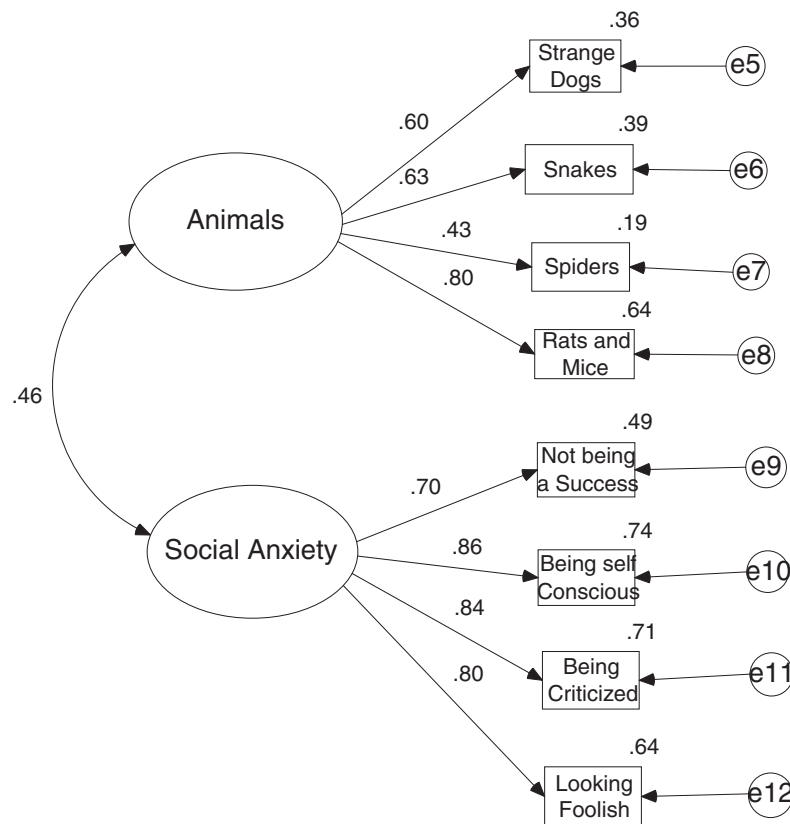 .36
Strange
Dogs
e5
.60
.39
Snakes
e6
.63
Animals
.43
.19
Spiders
e7
.80
.64
Rats and
Mice
e8
.46
.49
Not being
a Success
e9
.70
Social Anxiety
.86
.74
Being self
Conscious
e10
.84
.71
Being
Criticized
e11
.80
.64
Looking
Foolish
e12